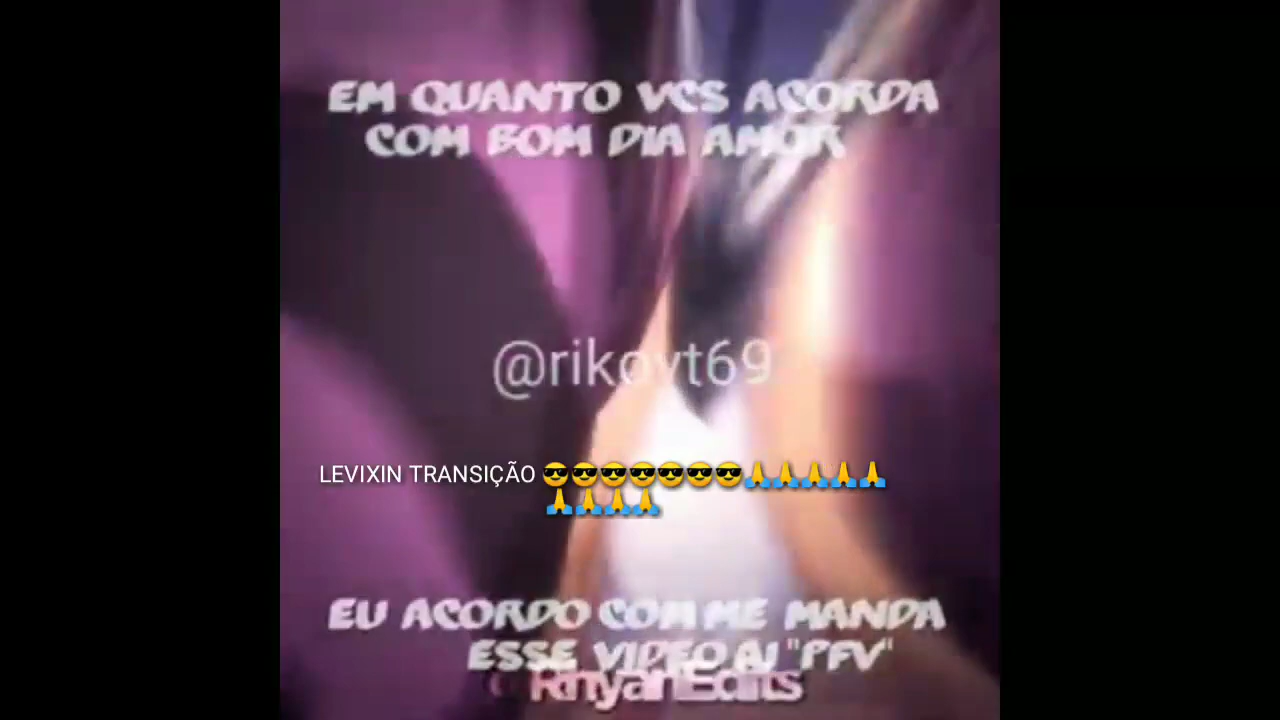 EM QUANTO VCS ACORDA
COM BOM DIA AMOR
@rikoyt69
LEVIXIN TRANSIÇÃO 😎😎😎😎😎😎😎🙏🙏🙏🙏🙏
🙏🙏🙏🙏
EU ACORDO COM ME MANDA
ESSE VIDEO AI "PFV"
RhyanEdits